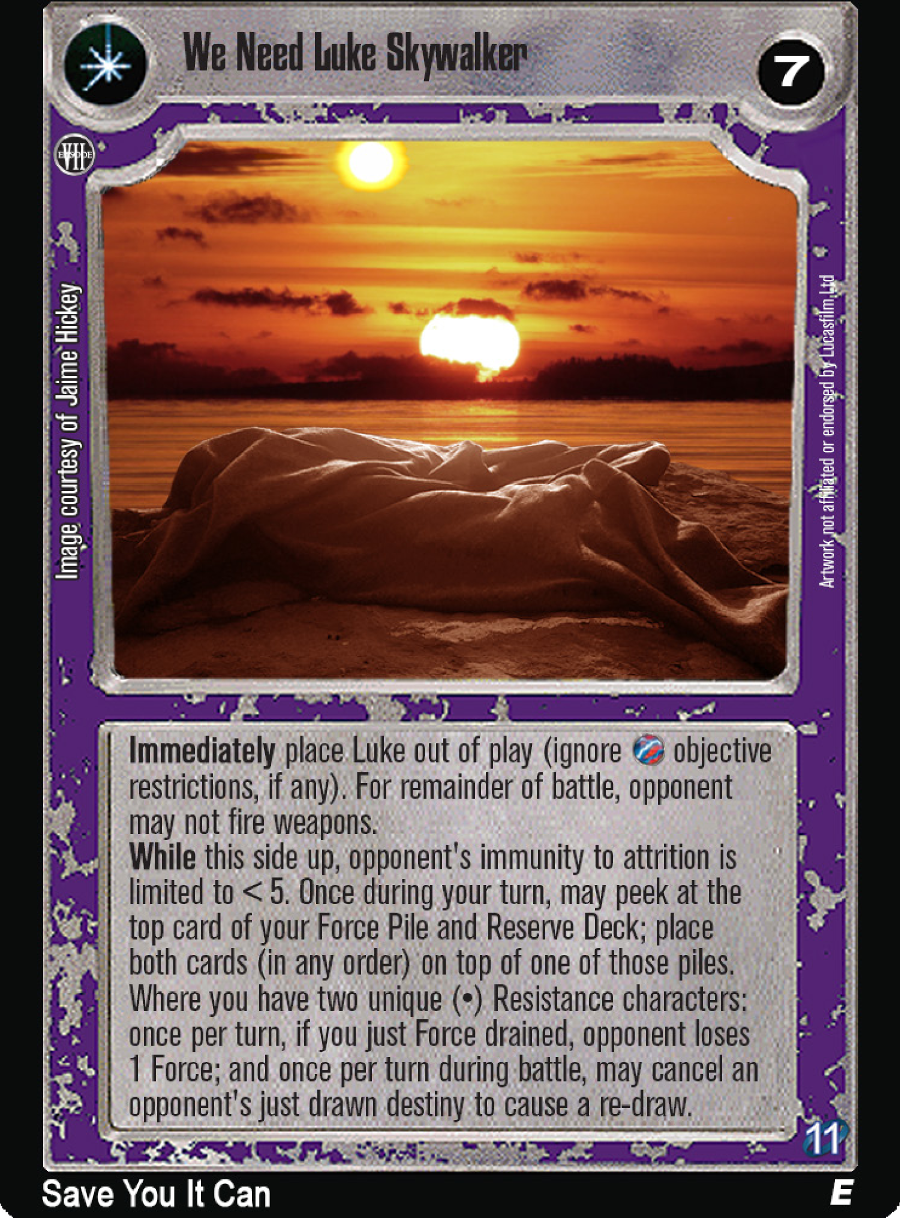 We Need Luke Skywalker
7
EPISODE
VII
Image courtesy of Jaime Hickey
Artwork not affiliated or endorsed by Lucasfilm Ltd
Immediately place Luke out of play (ignore objective
restrictions, if any). For remainder of battle, opponent
may not fire weapons.
While this side up, opponent's immunity to attrition is
limited to < 5. Once during your turn, may peek at the
top card of your Force Pile and Reserve Deck; place
both cards (in any order) on top of one of those piles.
Where you have two unique (•) Resistance characters:
once per turn, if you just Force drained, opponent loses
1 Force; and once per turn during battle, may cancel an
opponent's just drawn destiny to cause a re-draw.
11
Save You It Can
E